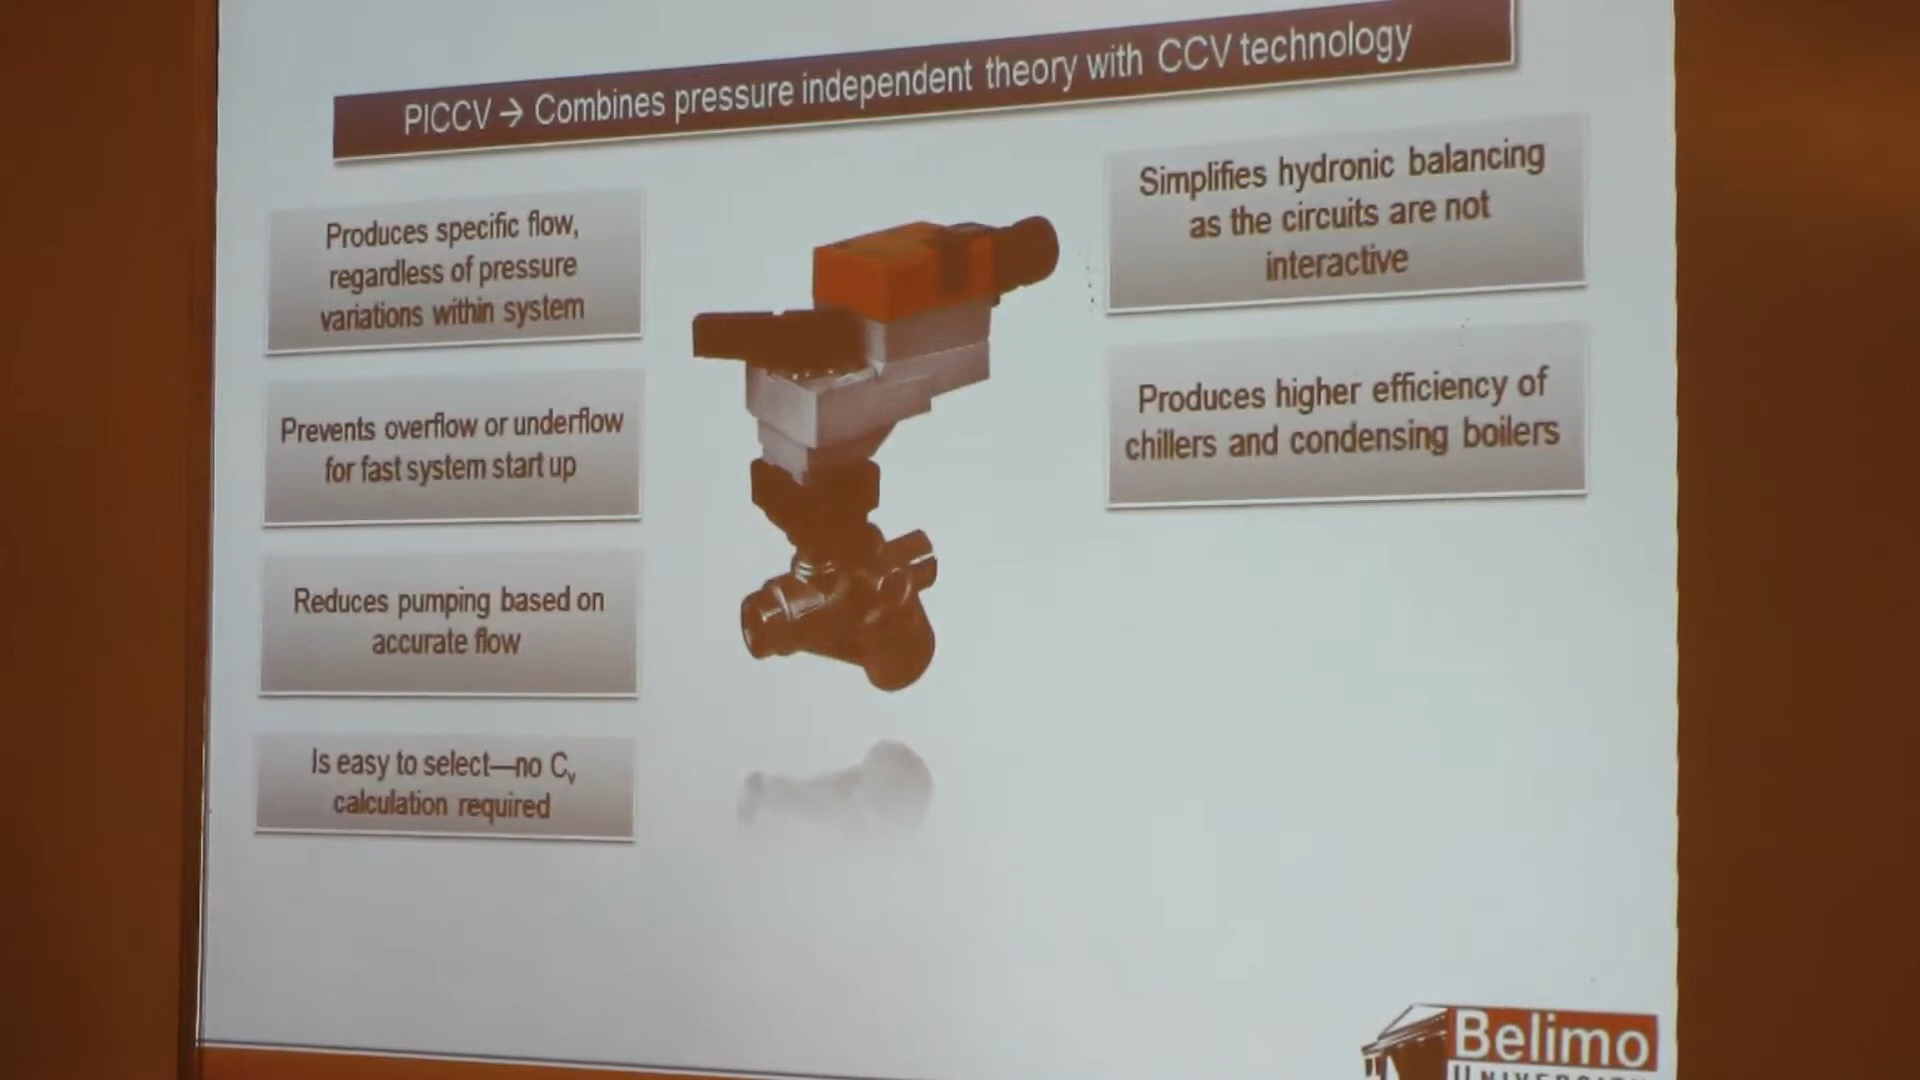 PICCV → Combines pressure independent theory with CCV technology
Produces specific flow,
regardless of pressure
variations within system
Prevents overflow or underflow
for fast system start up
Reduces pumping based on
accurate flow
Is easy to select—no Cv
calculation required
Simplifies hydronic balancing
as the circuits are not
interactive
Produces higher efficiency of
chillers and condensing boilers
Belimo
UNIVERSITY